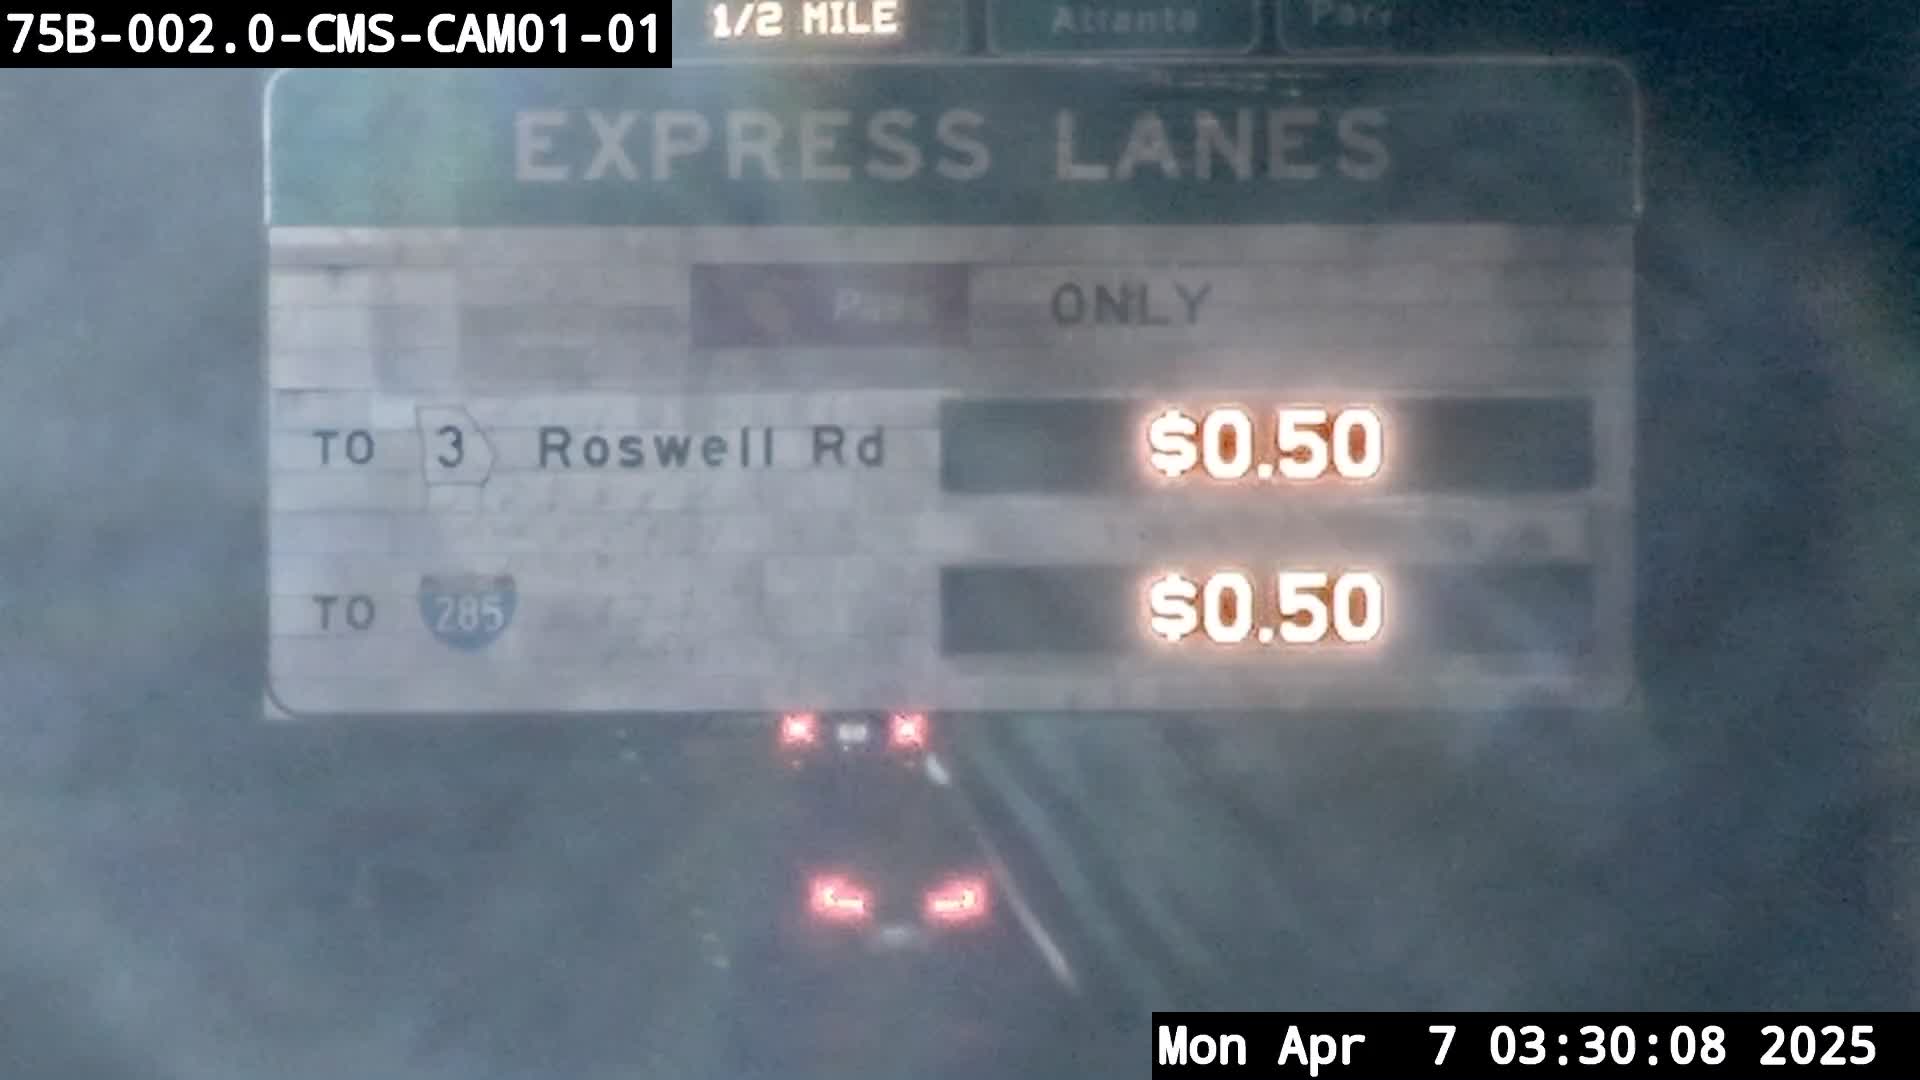 75B-002.0-CMS-CAM01-01
1/2 MILE
EXPRESS LANES
Pass ONLY
TO 3 Roswell Rd $0.50
TO 285 $0.50
Mon Apr 7 03:30:08 2025